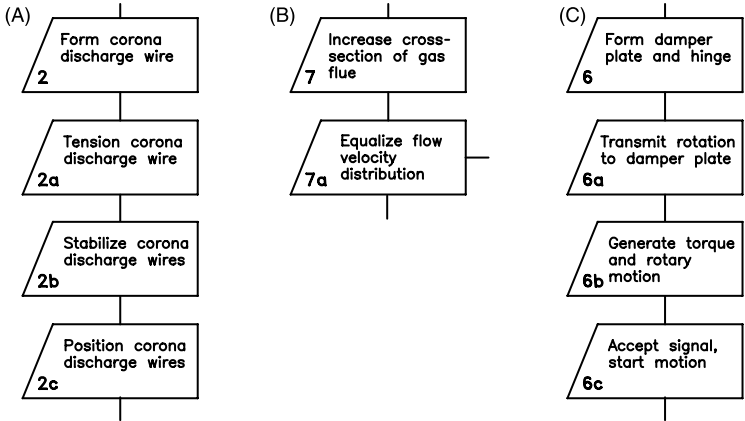 (A)
Form corona
discharge wire
2
Tension corona
discharge wire
2a
Stabilize corona
discharge wires
2b
Position corona
discharge wires
2c
(B)
Increase cross-
section of gas
flue
7
Equalize flow
velocity
distribution
7a
(C)
Form damper
plate and hinge
6
Transmit rotation
to damper plate
6a
Generate torque
and rotary
motion
6b
Accept signal,
start motion
6c